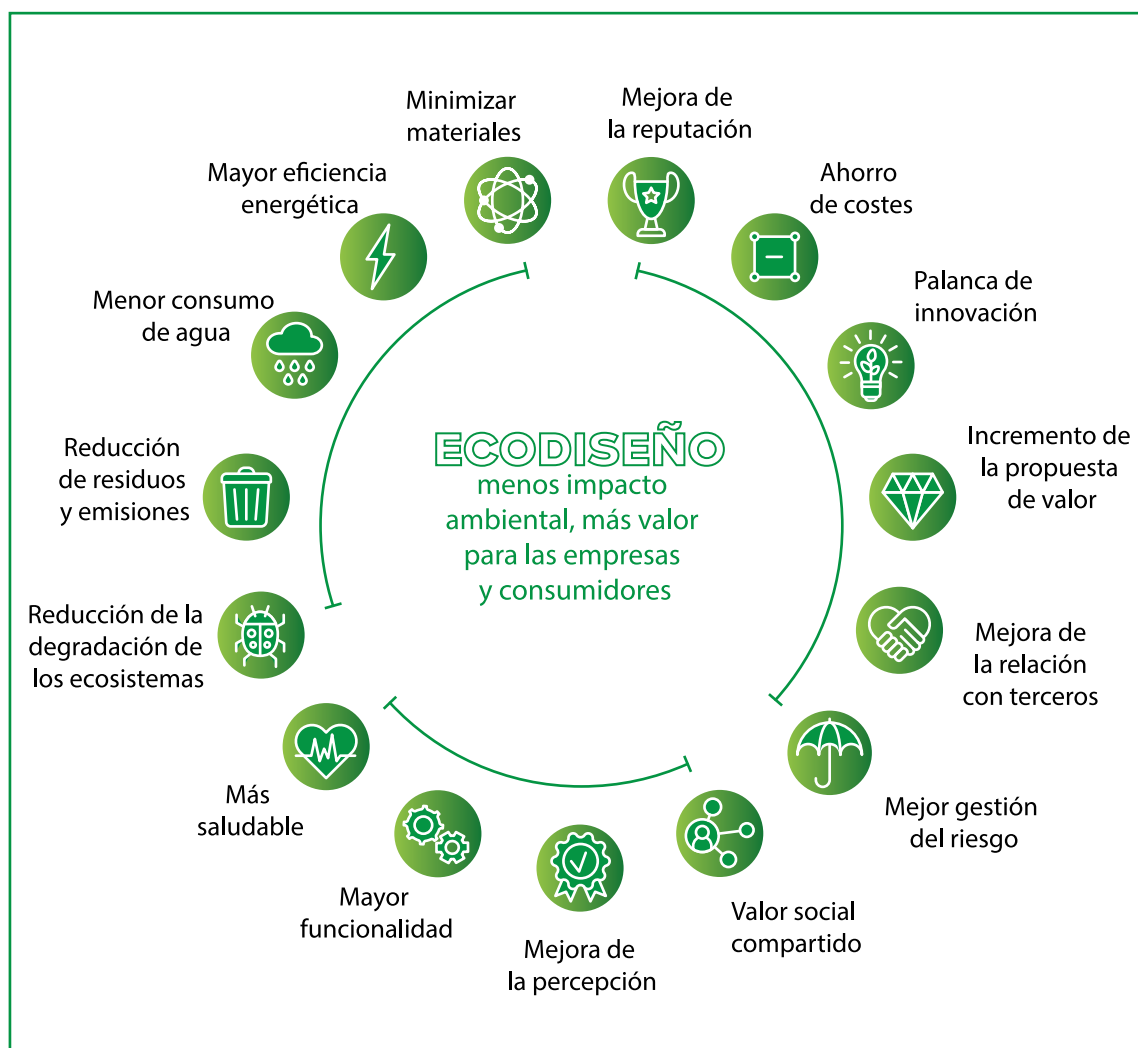 Minimizar
materiales
Mejora de
la reputación
Mayor eficiencia
energética
Ahorro
de costes
Menor consumo
de agua
Palanca de
innovación
Reducción
de residuos
y emisiones
ECODISEÑO
menos impacto
ambiental, más valor
para las empresas
y consumidores
Incremento de
la propuesta
de valor
Reducción de la
degradación de
los ecosistemas
Mejora de
la relación
con terceros
Más
saludable
Mejor gestión
del riesgo
Mayor
funcionalidad
Mejora de
la percepción
Valor social
compartido